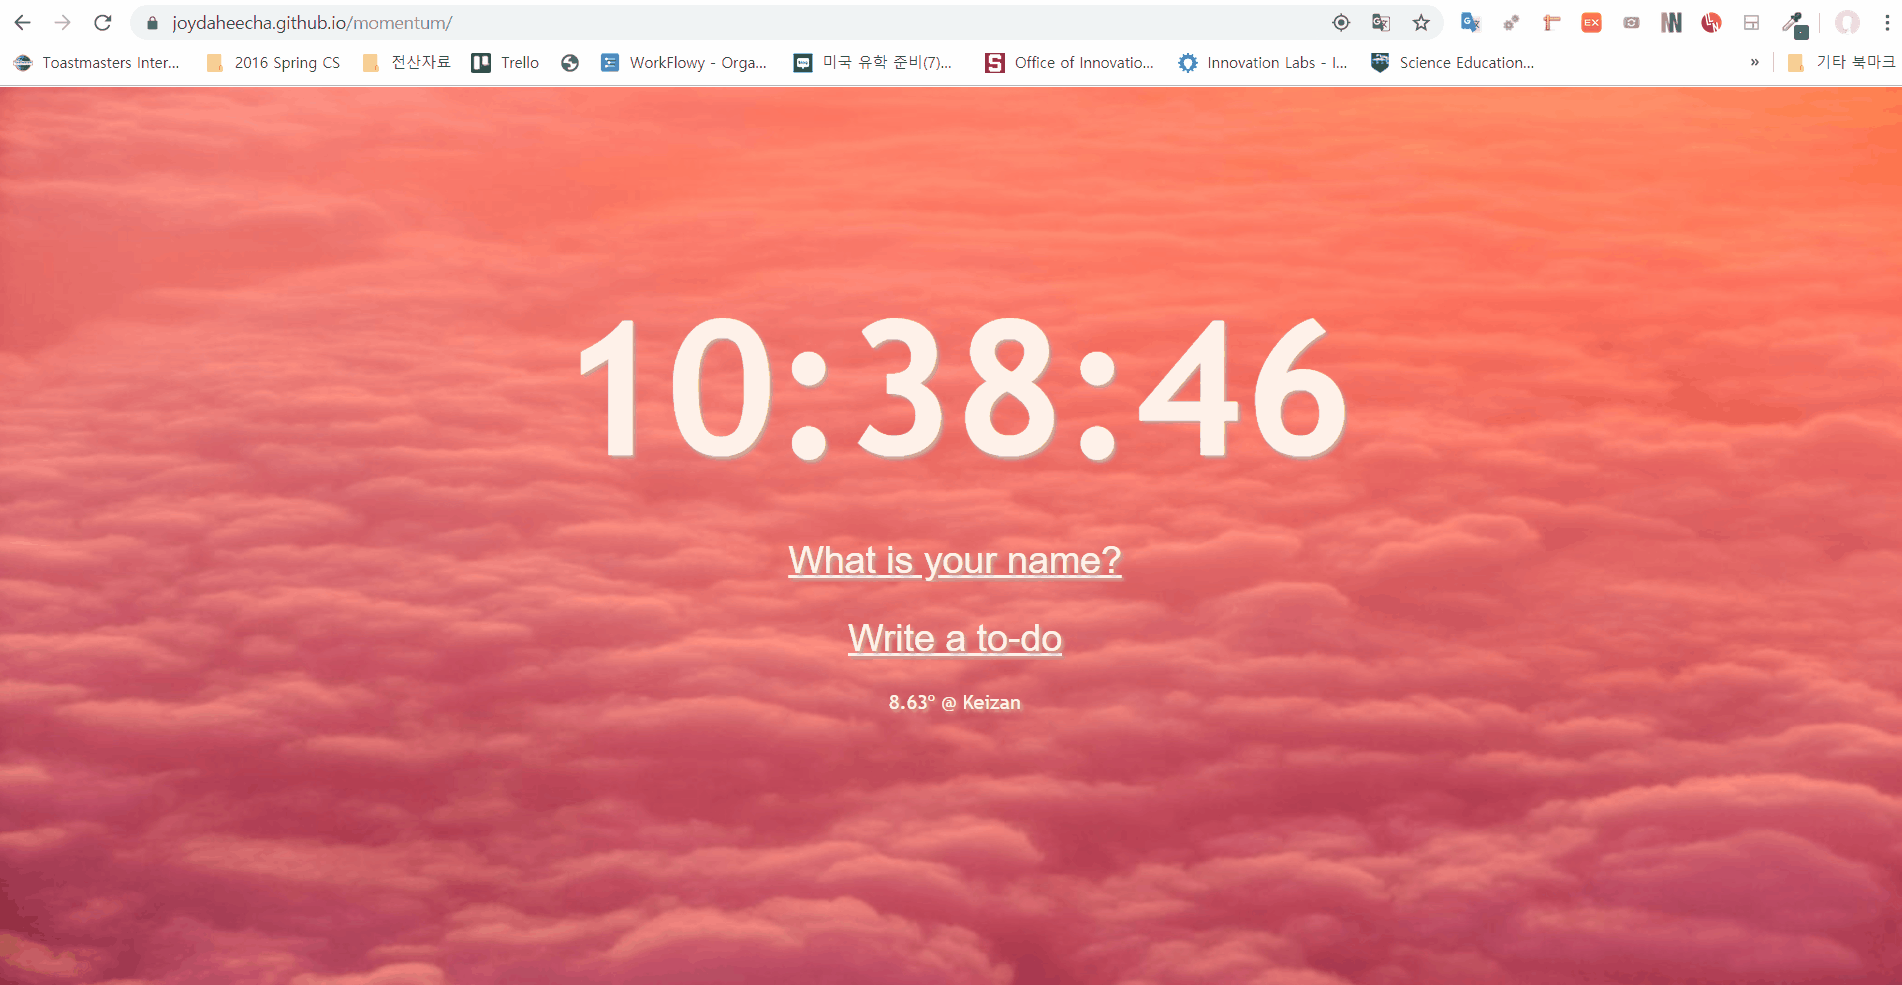 joydaheecha.github.io/momentum/
Toastmasters Inter... 2016 Spring CS 전산자료 Trello WorkFlowy - Orga... 미국 유학 준비(7)... Office of Innovatio... Innovation Labs - I... Science Education... » 기타 북마크
10:38:46
What is your name?
Write a to-do
8.63° @ Keizan